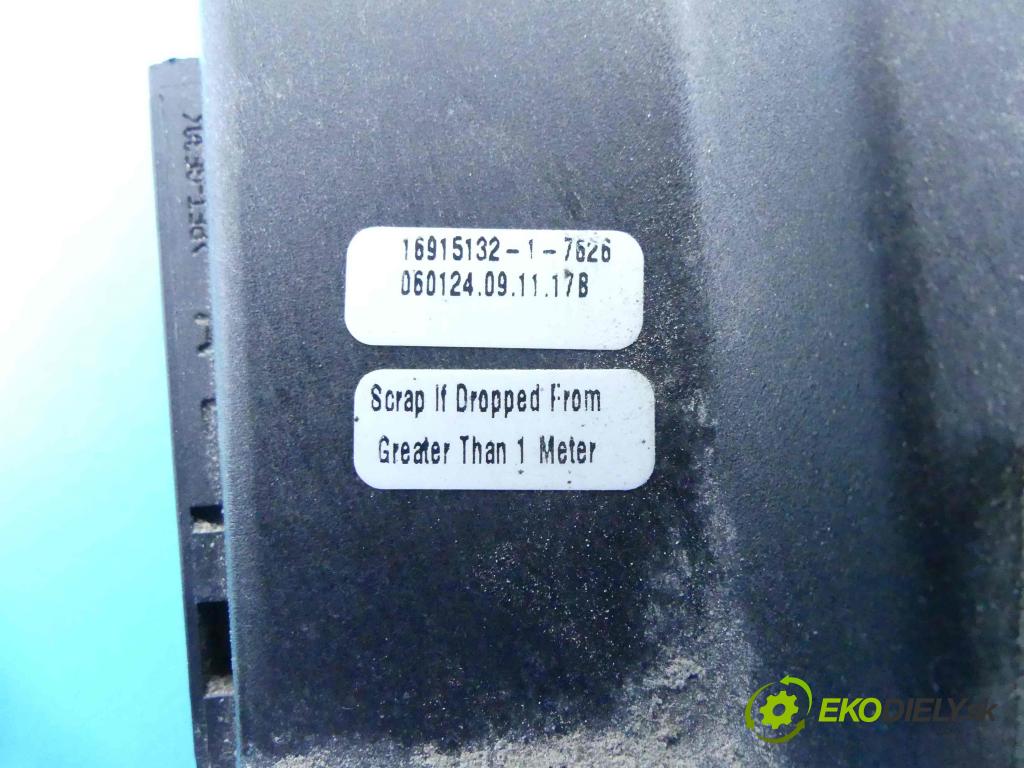 16915132-1-7626
060124.09.11.17B
Scrap If Dropped From
Greater Than 1 Meter
EKODIELY.sk